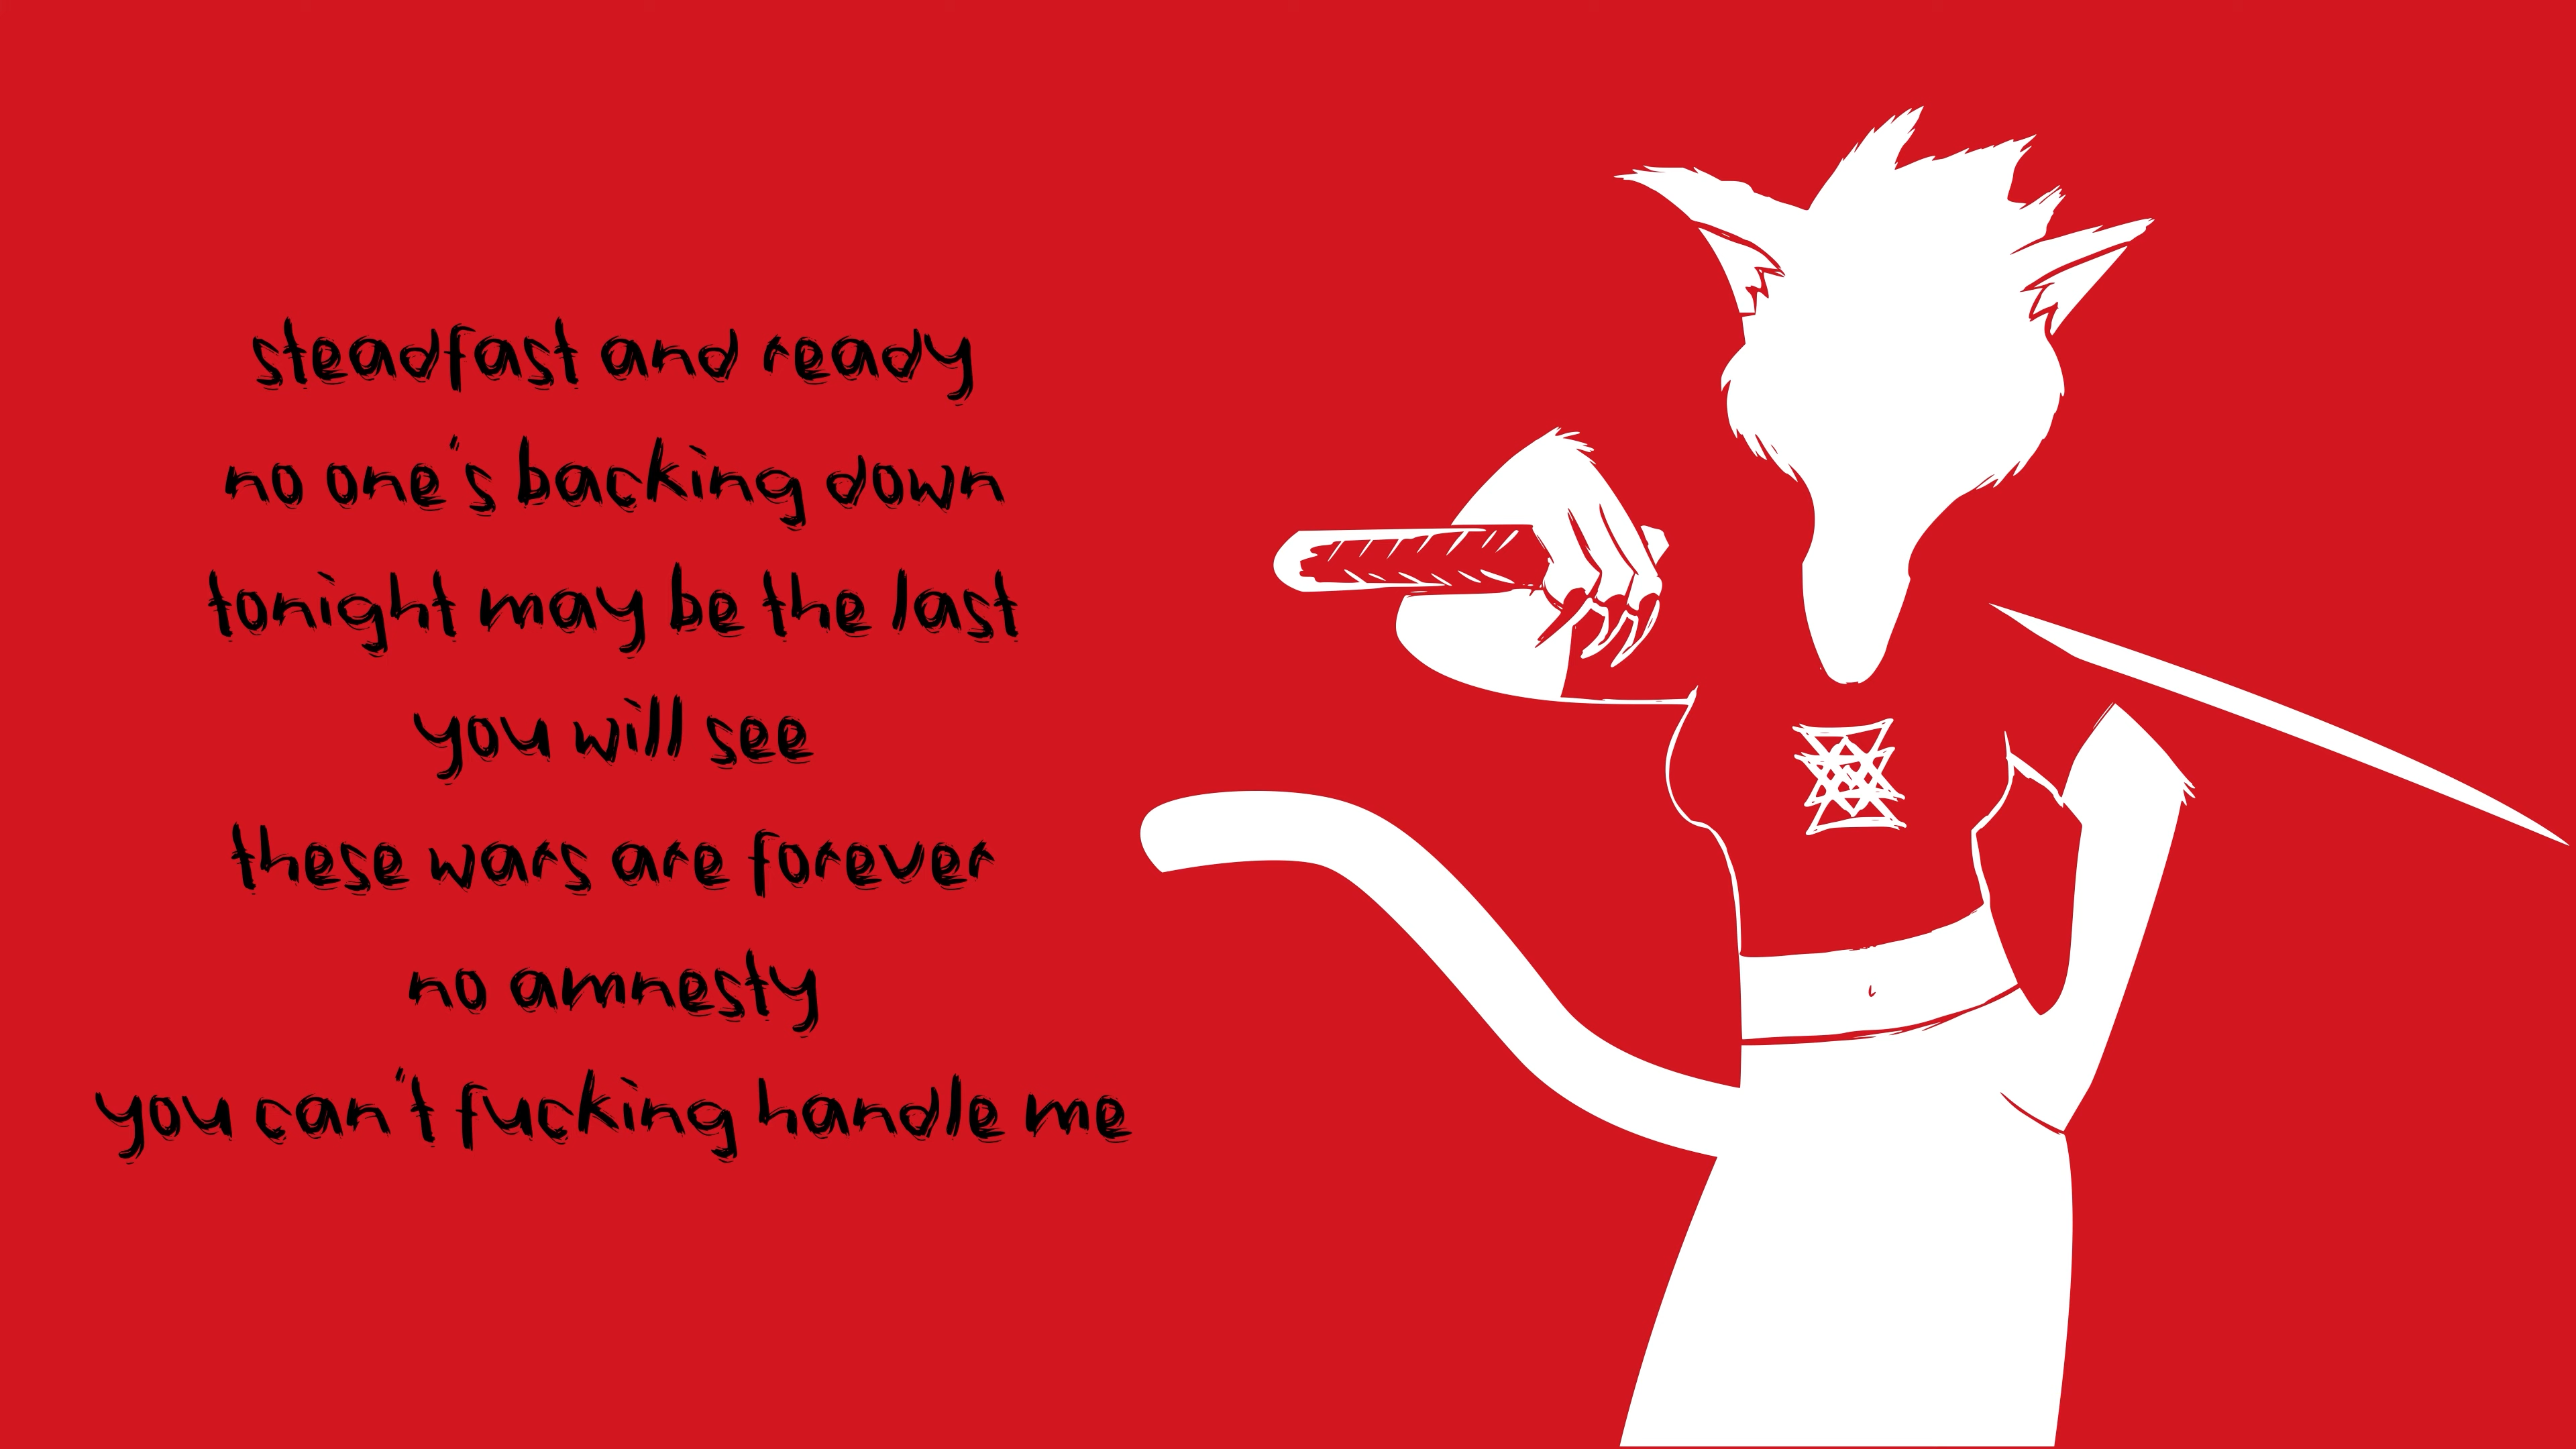 steadfast and ready
no one's backing down
tonight may be the last
you will see
these wars are forever
no amnesty
you can't fucking handle me